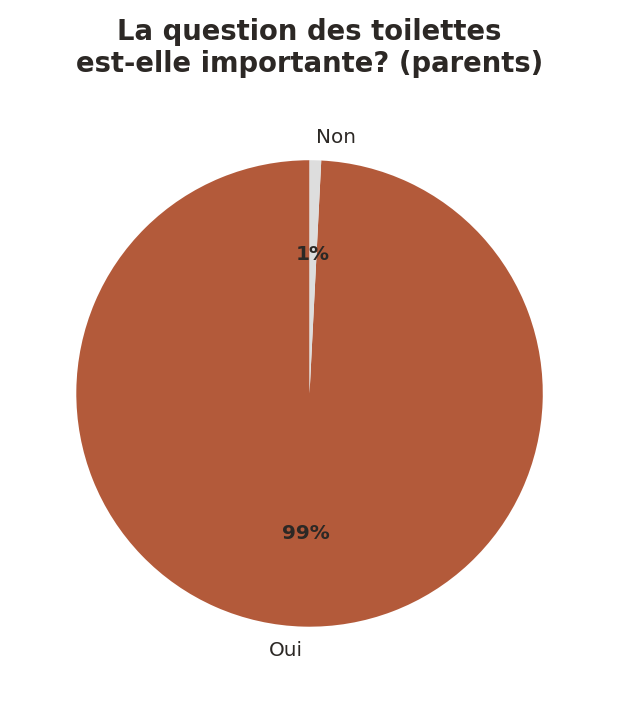 La question des toilettes
est-elle importante? (parents)
Non
1%
99%
Oui